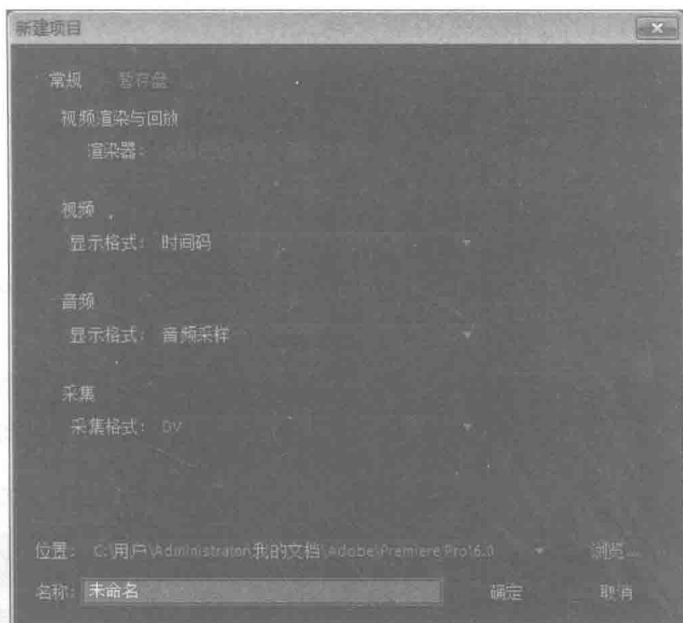 新建项目
常规 暂存盘
视频渲染与回放
渲染器：
视频
显示格式： 时间码
音频
显示格式： 音频采样
采集
采集格式： DV
位置： C:\用户\Administrator\我的文档\Adobe\Premiere Pro\6.0 浏览...
名称： 未命名 确定 取消